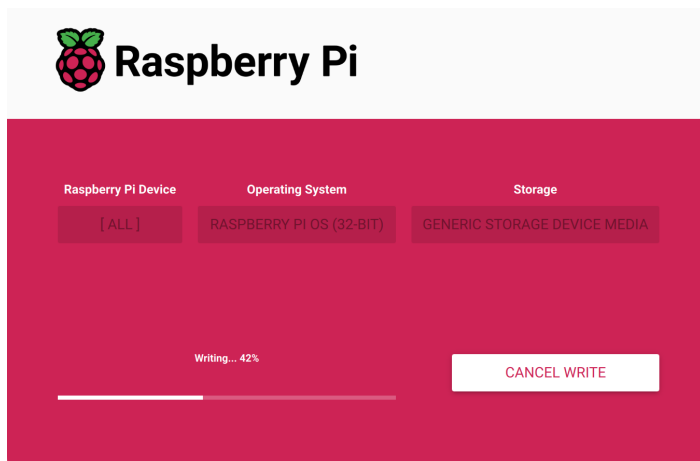 Raspberry Pi
Raspberry Pi Device
Operating System
Storage
[ ALL ]
RASPBERRY PI OS (32-BIT)
GENERIC STORAGE DEVICE MEDIA
Writing... 42%
CANCEL WRITE